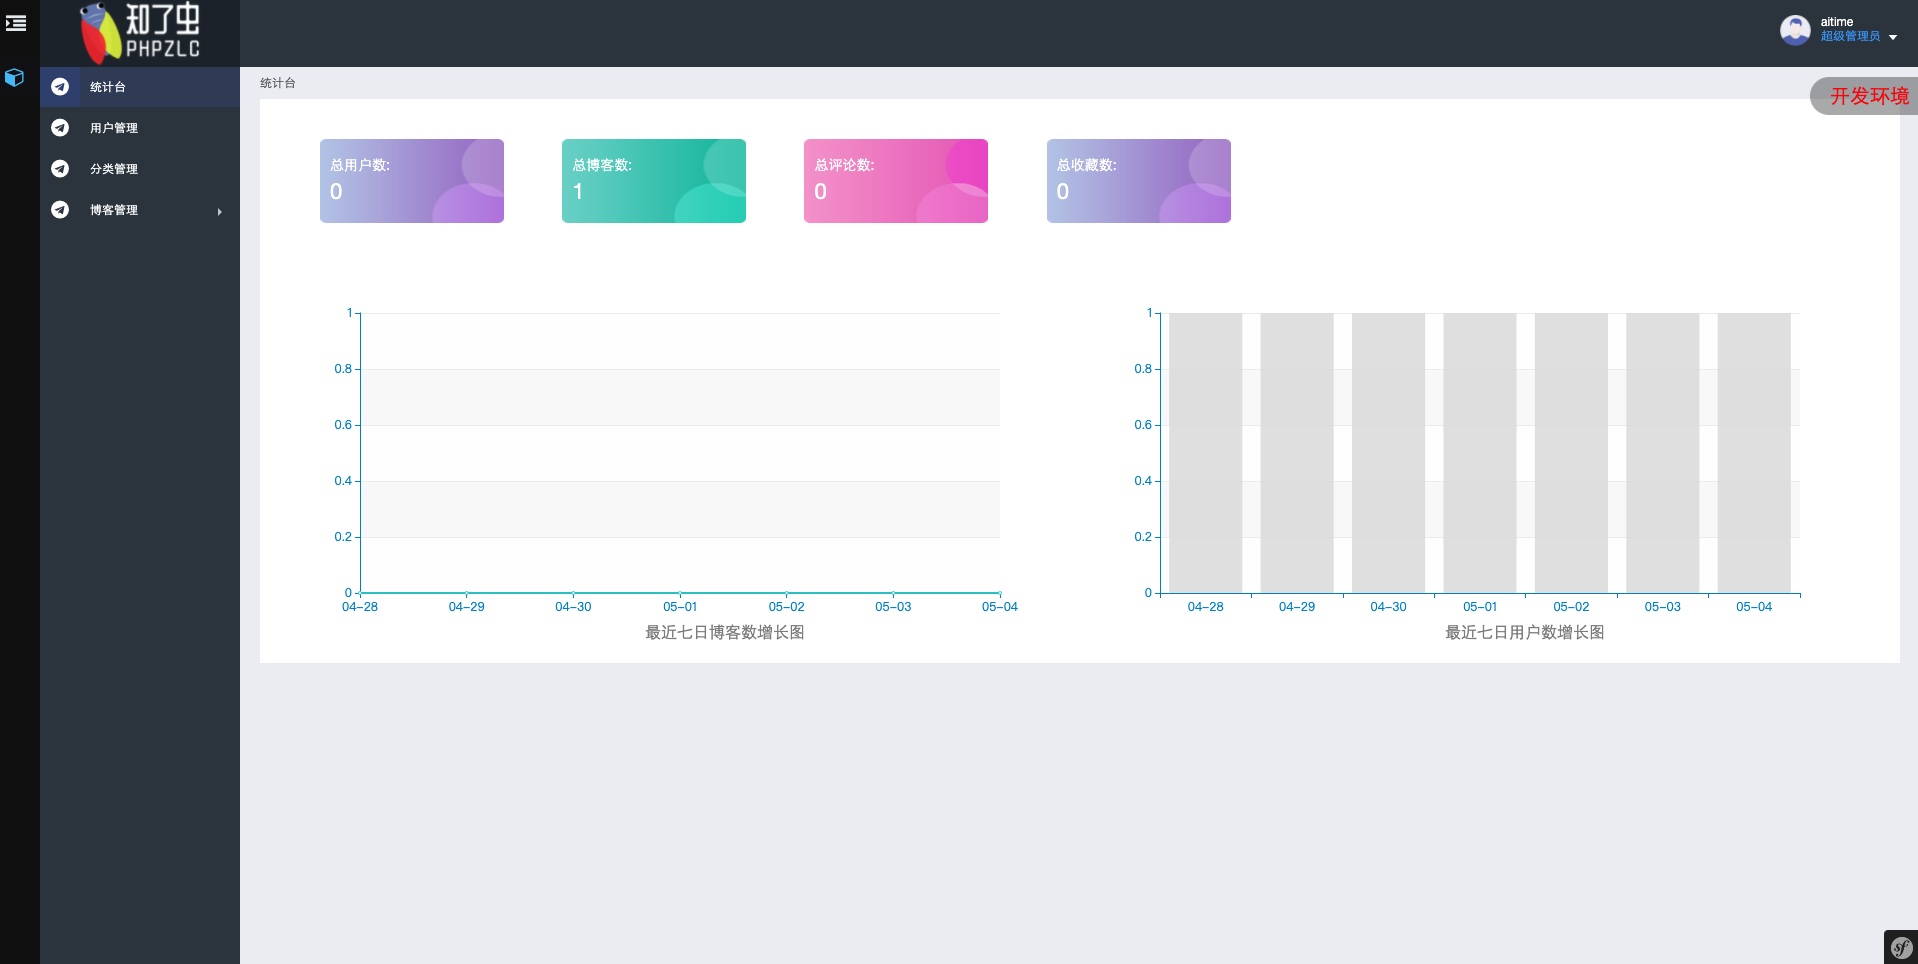 知了虫
PHPZLC
aitime
超级管理员
统计台
用户管理
分类管理
博客管理
统计台
开发环境
总用户数:
0
总博客数:
1
总评论数:
0
总收藏数:
0
1
0.8
0.6
0.4
0.2
0
04-28 04-29 04-30 05-01 05-02 05-03 05-04
最近七日博客数增长图
1
0.8
0.6
0.4
0.2
0
04-28 04-29 04-30 05-01 05-02 05-03 05-04
最近七日用户数增长图
sf